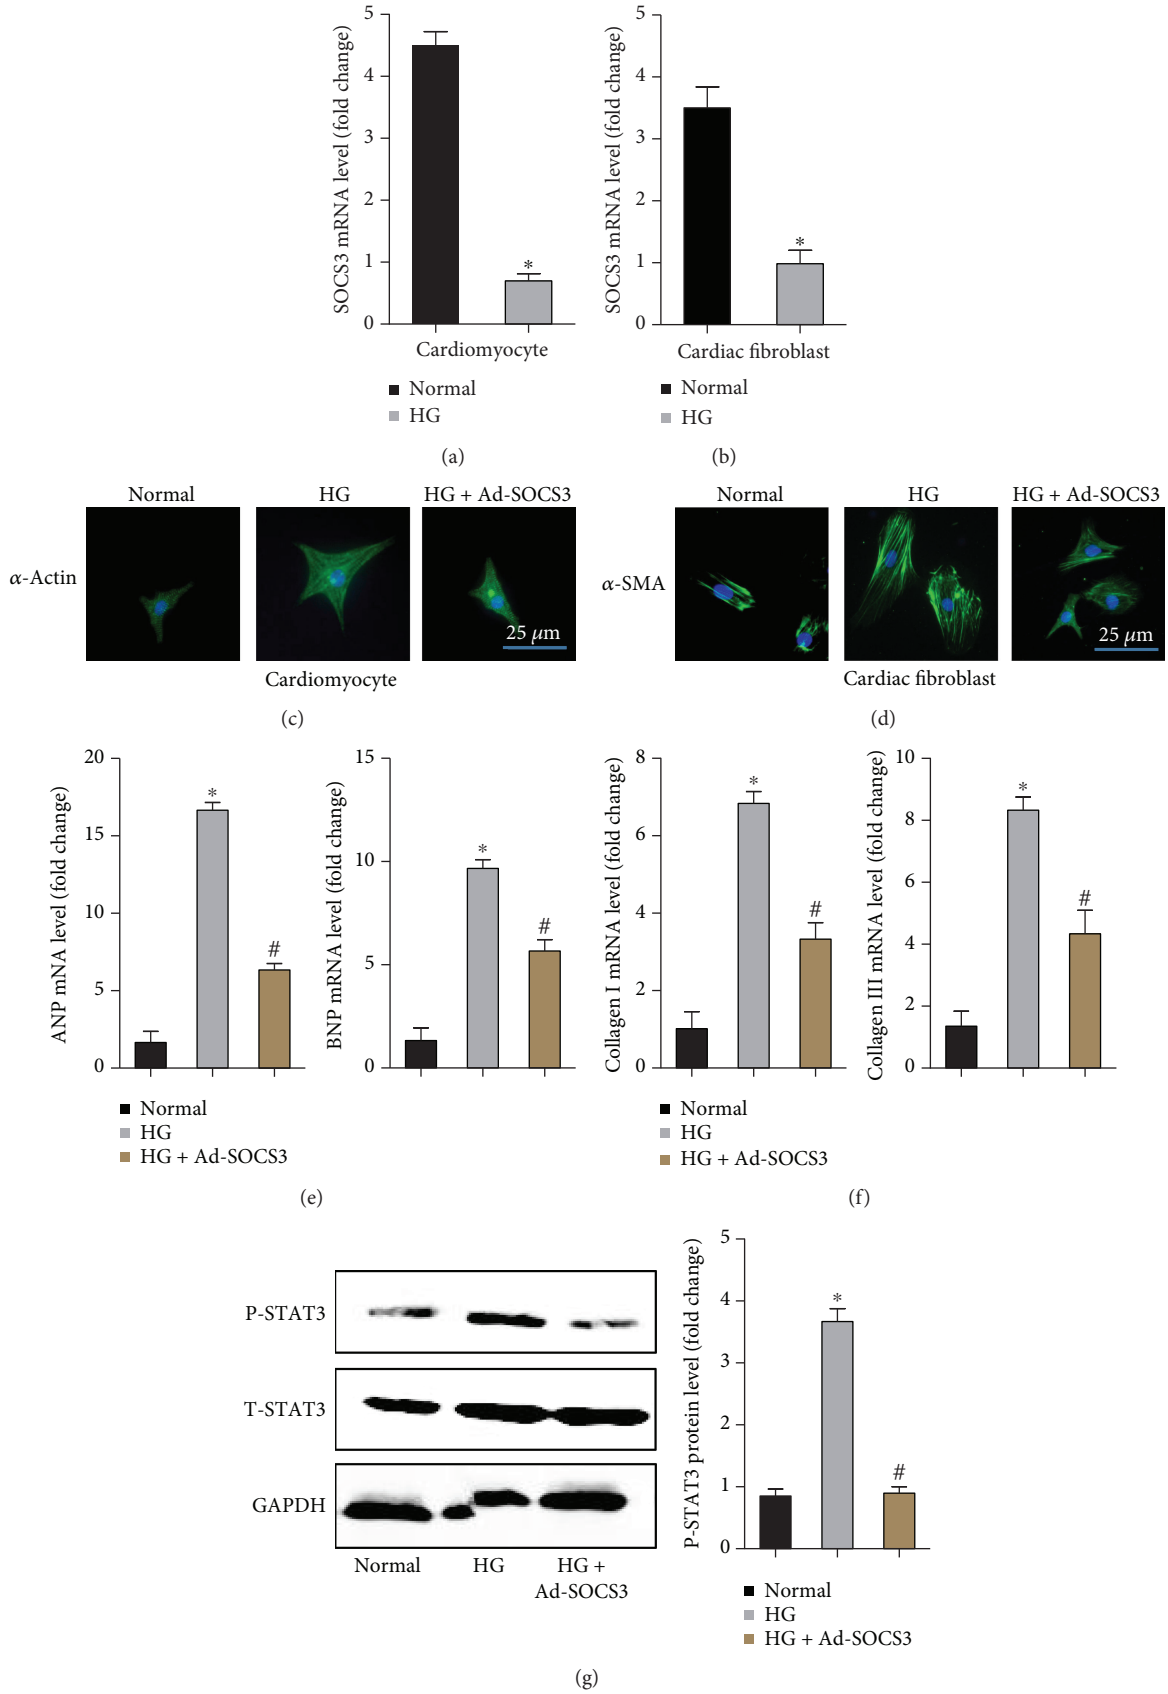 SOCS3 mRNA level (fold change)
5
4
3
2
1
0
*
Cardiomyocyte
Normal
HG
(a)
SOCS3 mRNA level (fold change)
5
4
3
2
1
0
*
Cardiac fibroblast
Normal
HG
(b)
Normal
HG
HG + Ad-SOCS3
α-Actin
25 μm
Cardiomyocyte
(c)
Normal
HG
HG + Ad-SOCS3
α-SMA
25 μm
Cardiac fibroblast
(d)
ANP mNA level (fold change)
20
15
10
5
0
*
#
BNP mRNA level (fold change)
15
10
5
0
*
#
Normal
HG
HG + Ad-SOCS3
(e)
Collagen I mRNA level (fold change)
8
6
4
2
0
*
#
Collagen III mRNA level (fold change)
10
8
6
4
2
0
*
#
Normal
HG
HG + Ad-SOCS3
(f)
P-STAT3
T-STAT3
GAPDH
Normal
HG
HG +
Ad-SOCS3
P-STAT3 protein level (fold change)
5
4
3
2
1
0
*
#
Normal
HG
HG + Ad-SOCS3
(g)